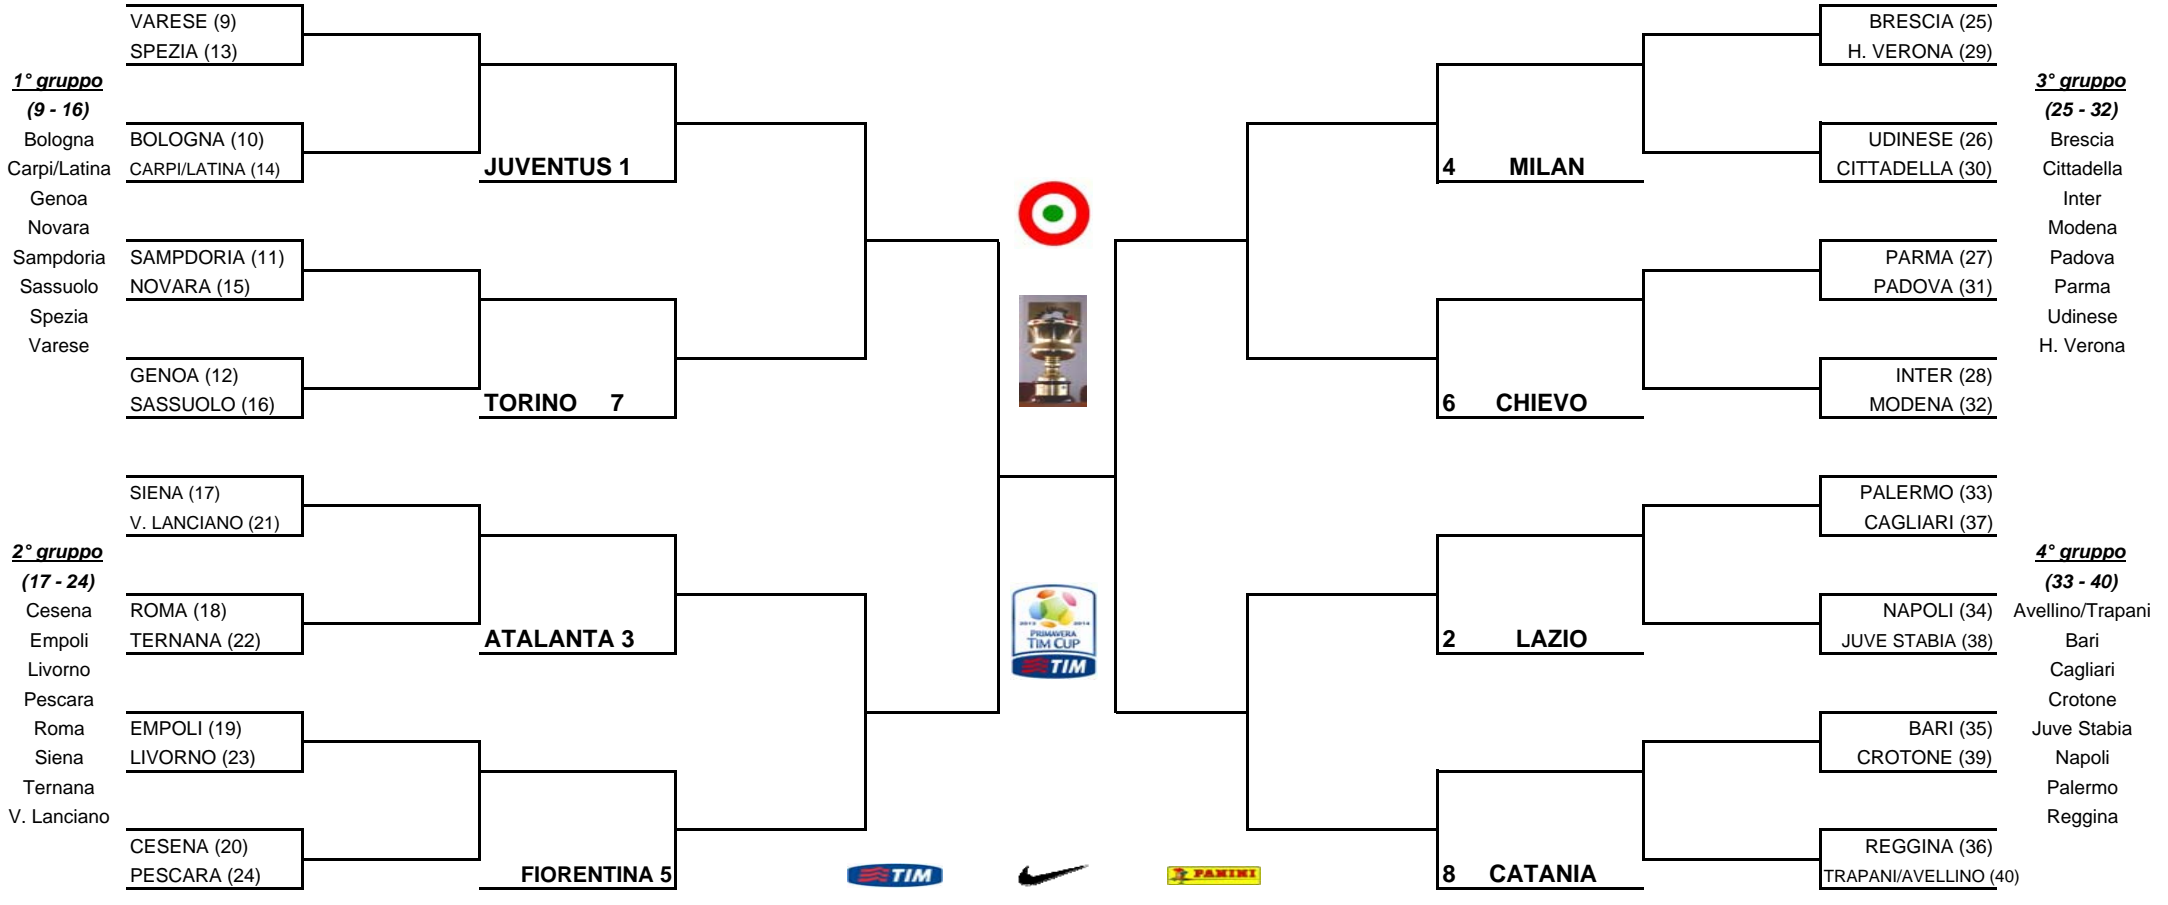 VARESE (9)
SPEZIA (13)
1° gruppo
(9 - 16)
Bologna
Carpi/Latina
Genoa
Novara
Sampdoria
Sassuolo
Spezia
Varese
BOLOGNA (10)
CARPI/LATINA (14)
JUVENTUS 1
SAMPDORIA (11)
NOVARA (15)
GENOA (12)
SASSUOLO (16)
TORINO 7
SIENA (17)
V. LANCIANO (21)
2° gruppo
(17 - 24)
Cesena
Empoli
Livorno
Pescara
Roma
Siena
Ternana
V. Lanciano
ROMA (18)
TERNANA (22)
ATALANTA 3
EMPOLI (19)
LIVORNO (23)
CESENA (20)
PESCARA (24)
FIORENTINA 5
2013 2014
PRIMAVERA
TIM CUP
TIM
TIM
PANINI
BRESCIA (25)
H. VERONA (29)
4 MILAN
UDINESE (26)
CITTADELLA (30)
PARMA (27)
PADOVA (31)
6 CHIEVO
INTER (28)
MODENA (32)
3° gruppo
(25 - 32)
Brescia
Cittadella
Inter
Modena
Padova
Parma
Udinese
H. Verona
PALERMO (33)
CAGLIARI (37)
2 LAZIO
NAPOLI (34)
JUVE STABIA (38)
BARI (35)
CROTONE (39)
8 CATANIA
REGGINA (36)
TRAPANI/AVELLINO (40)
4° gruppo
(33 - 40)
Avellino/Trapani
Bari
Cagliari
Crotone
Juve Stabia
Napoli
Palermo
Reggina